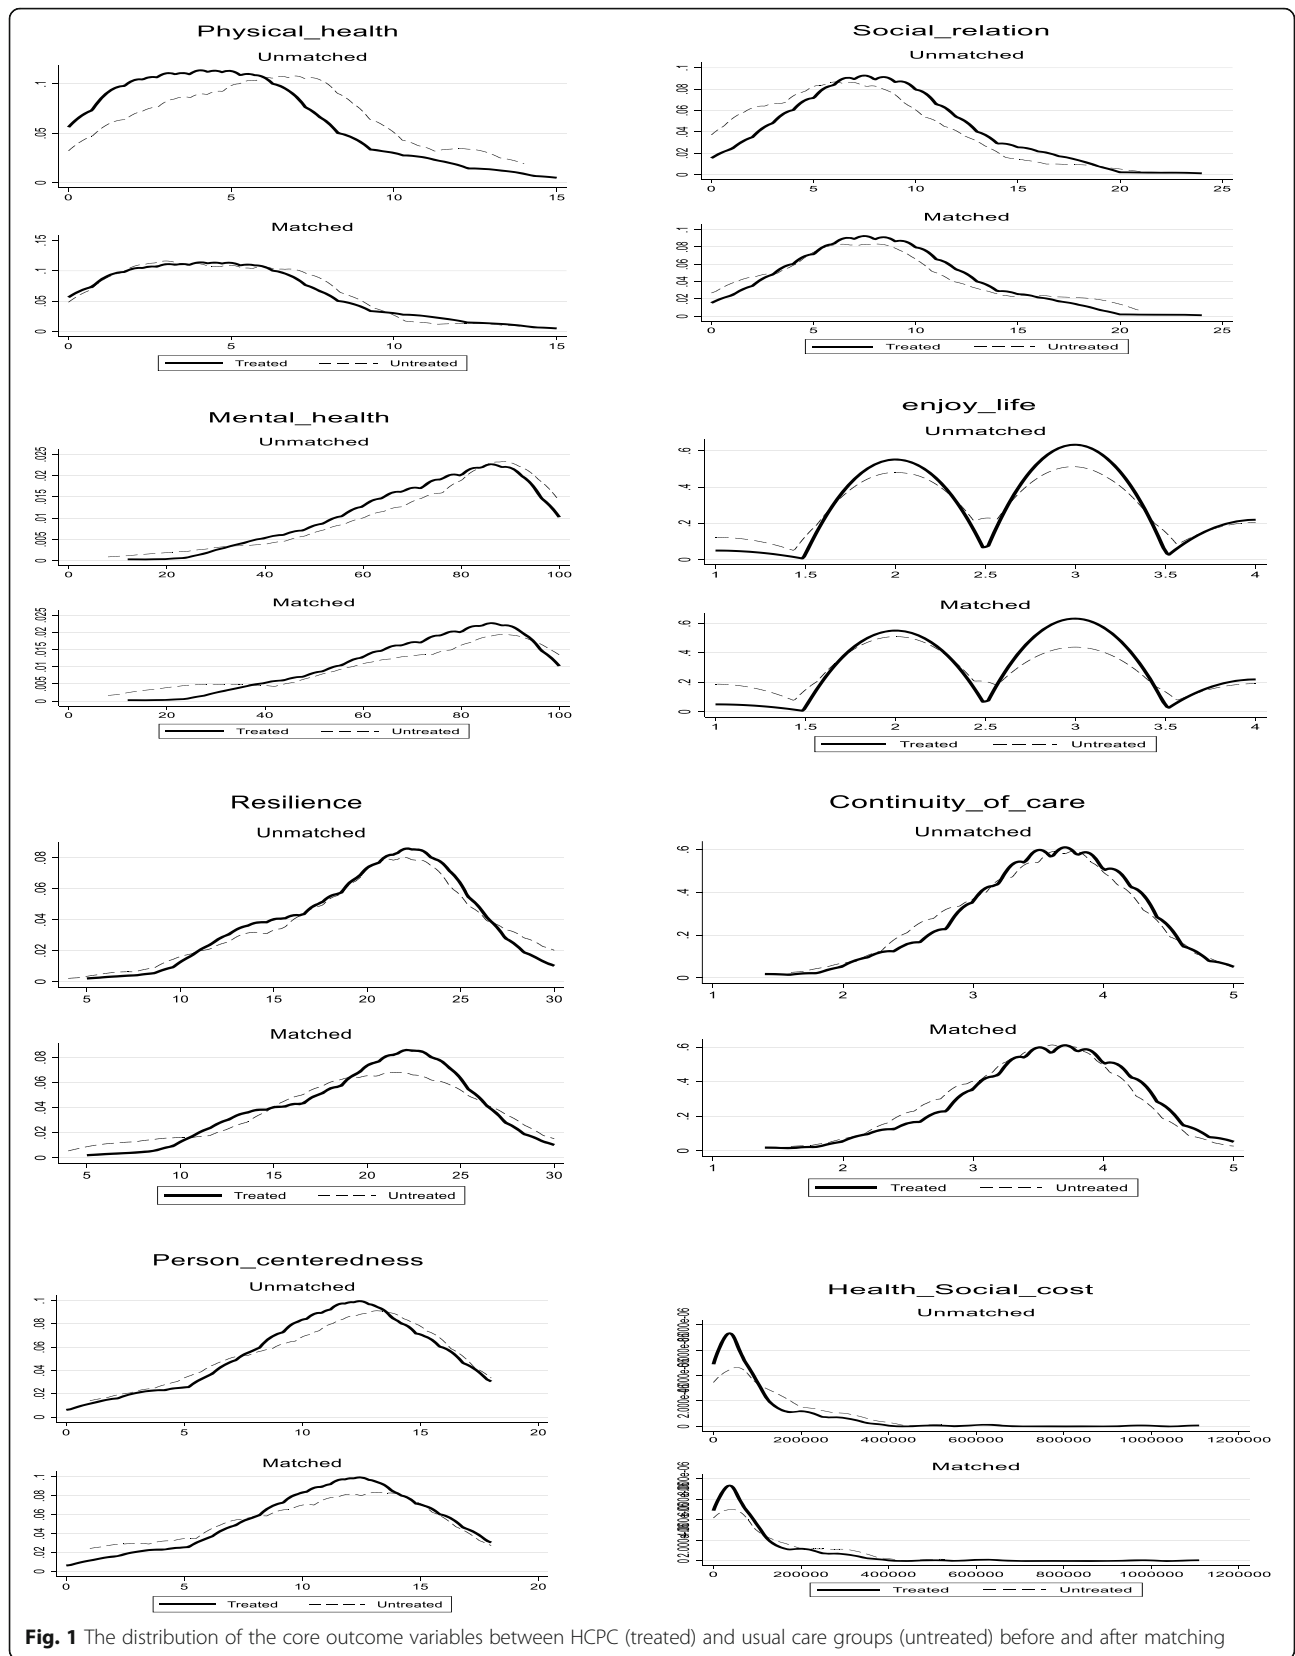 Physical_health
Unmatched
0 .05 .1
0 5 10 15
Matched
0 .05 .1 .15
0 5 10 15
Treated Untreated
Social_relation
Unmatched
0 .02 .04 .06 .08 .1
0 5 10 15 20 25
Matched
0 .02 .04 .06 .08 .1
0 5 10 15 20 25
Treated Untreated
Mental_health
Unmatched
0 .005 .01 .015 .02 .025
0 20 40 60 80 100
Matched
0 .005 .01 .015 .02 .025
0 20 40 60 80 100
Treated Untreated
enjoy_life
Unmatched
0 .2 .4 .6
1 1.5 2 2.5 3 3.5 4
Matched
0 .2 .4 .6
1 1.5 2 2.5 3 3.5 4
Treated Untreated
Resilience
Unmatched
0 .02 .04 .06 .08
5 10 15 20 25 30
Matched
0 .02 .04 .06 .08
5 10 15 20 25 30
Treated Untreated
Continuity_of_care
Unmatched
0 .2 .4 .6
1 2 3 4 5
Matched
0 .2 .4 .6
1 2 3 4 5
Treated Untreated
Person_centeredness
Unmatched
0 .02 .04 .06 .08 .1
0 5 10 15 20
Matched
0 .02 .04 .06 .08 .1
0 5 10 15 20
Treated Untreated
Health_Social_cost
Unmatched
0
0 200000 400000 600000 800000 1000000 1200000
Matched
0
0 200000 400000 600000 800000 1000000 1200000
Treated Untreated
Fig. 1 The distribution of the core outcome variables between HCPC (treated) and usual care groups (untreated) before and after matching